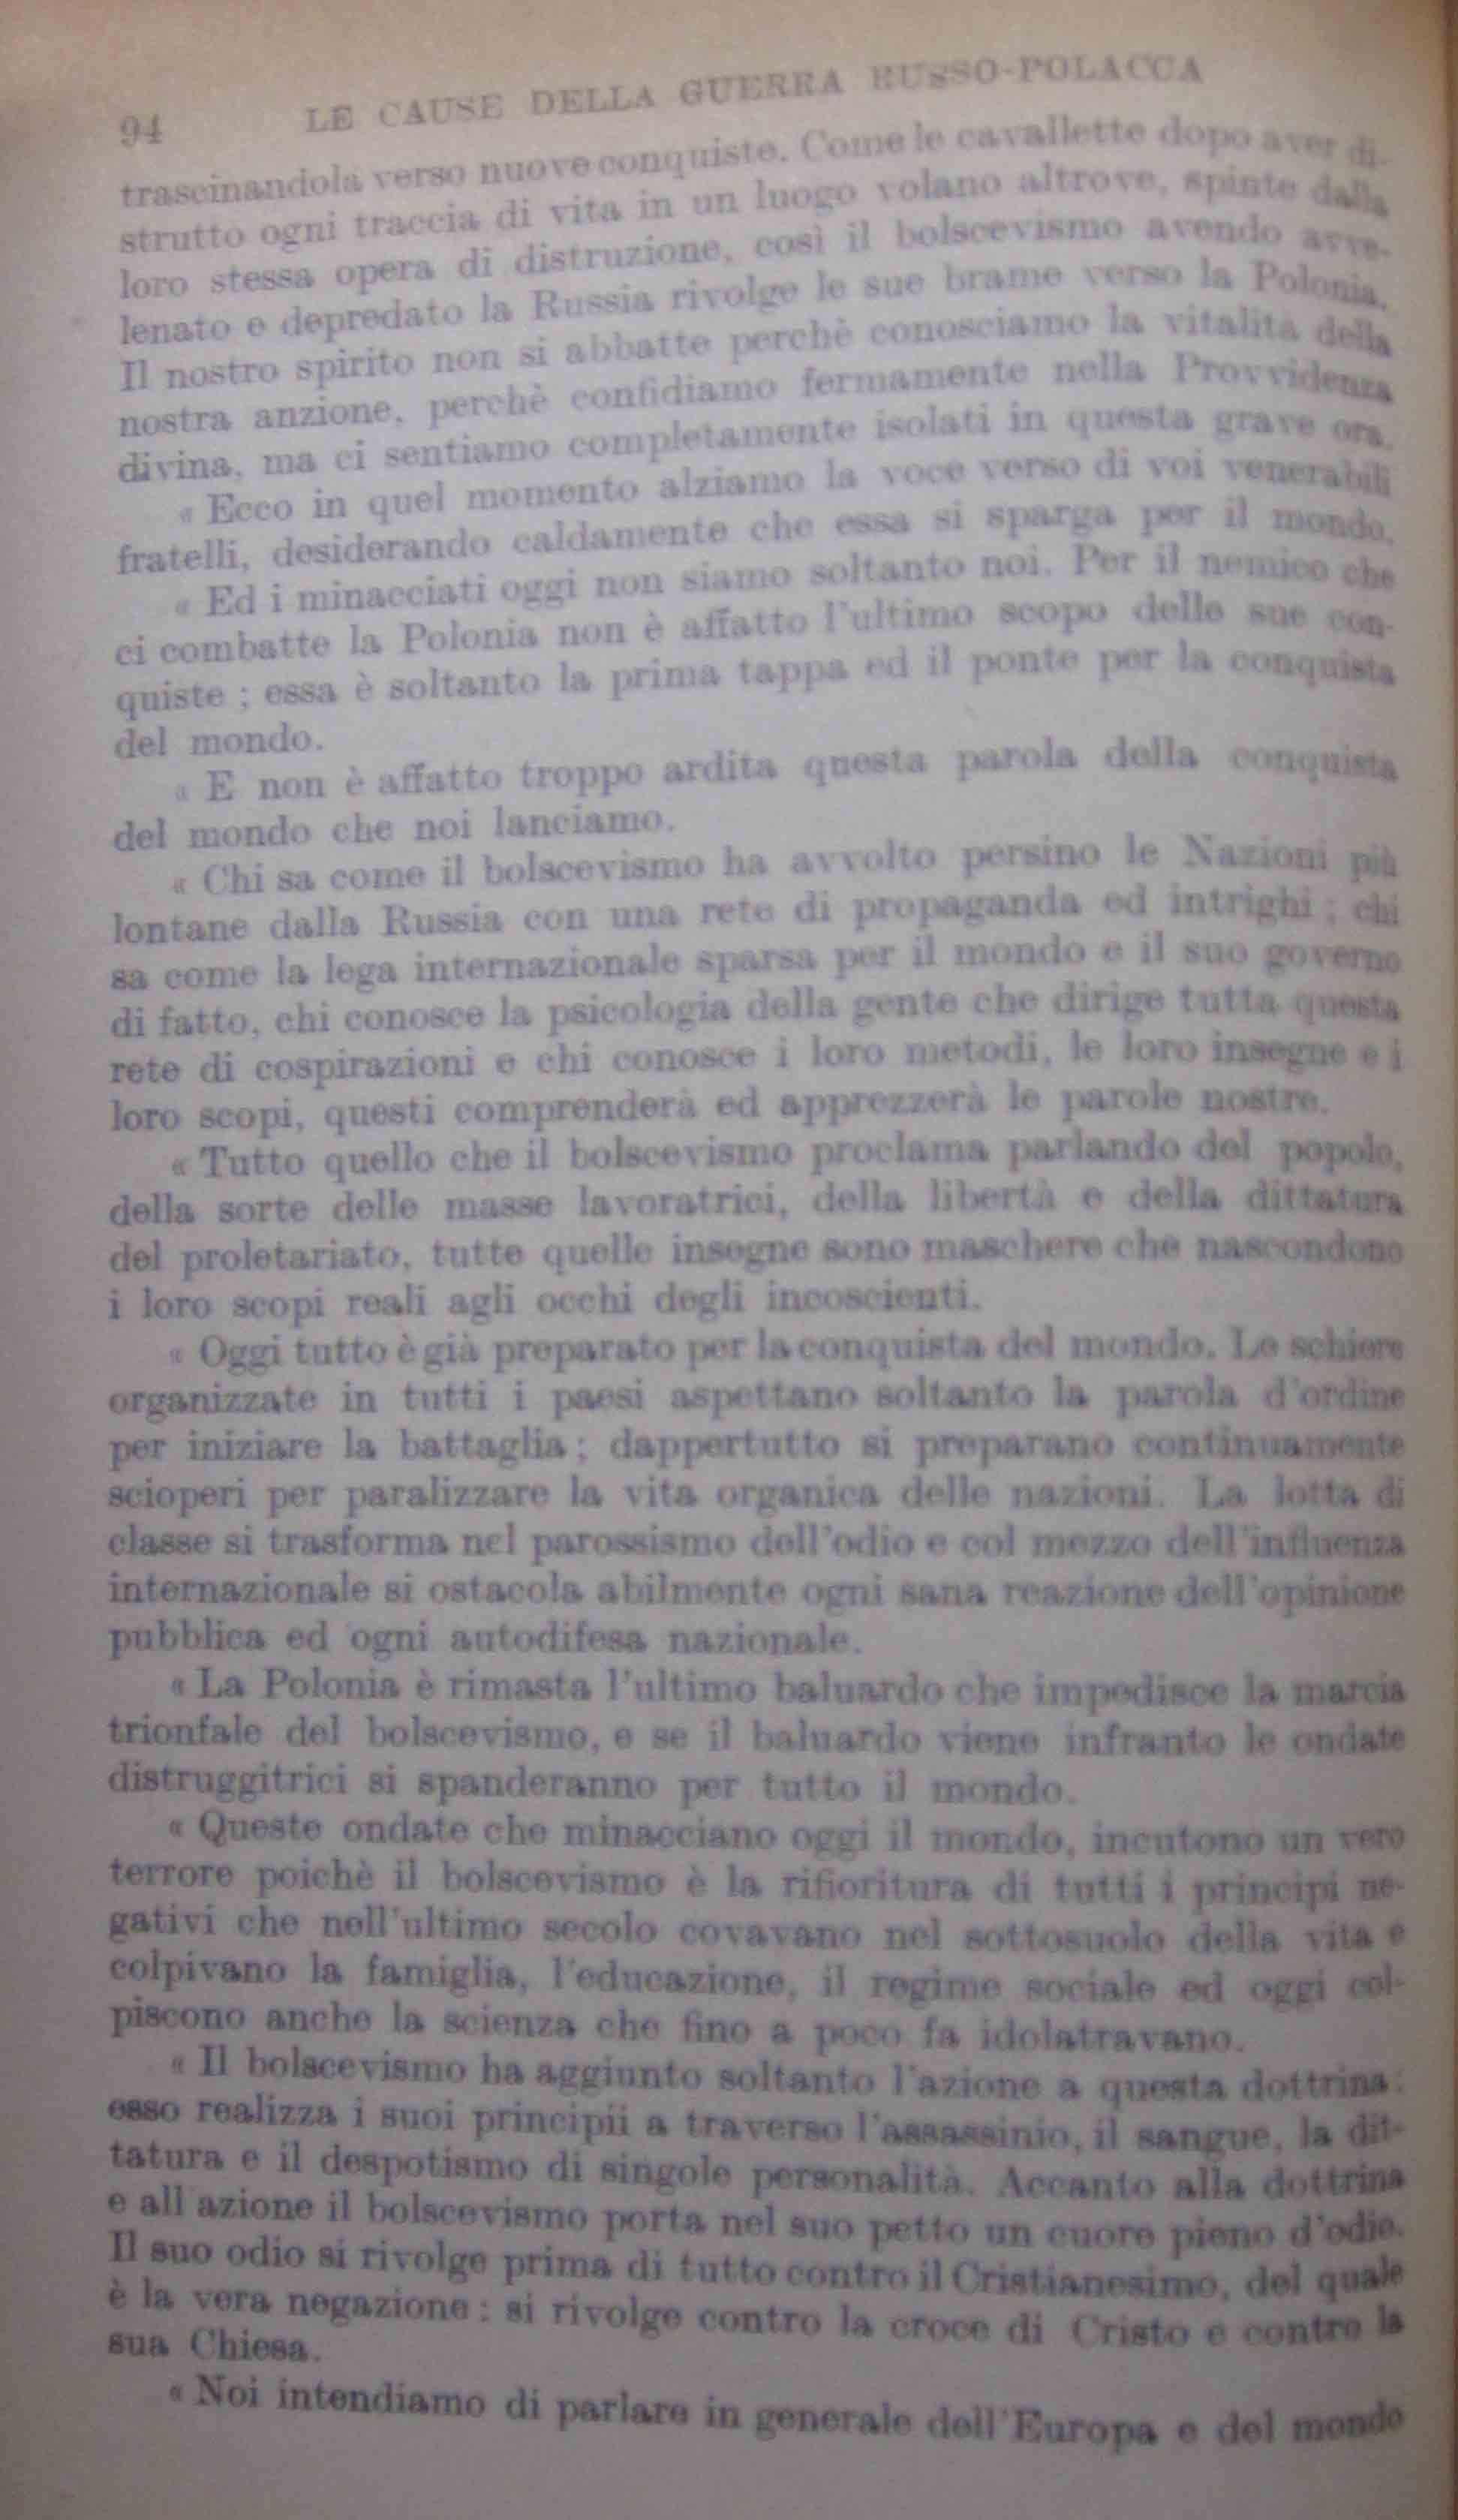 94 LE CAUSE DELLA GUERRA RUSSO-POLACCA
trascinandola verso nuove conquiste. Come le cavallette dopo aver di-
strutto ogni traccia di vita in un luogo volano altrove, spinte dalla
loro stessa opera di distruzione, così il bolscevismo avendo avve-
lenato e depredato la Russia rivolge le sue brame verso la Polonia.
Il nostro spirito non si abbatte perchè conosciamo la vitalità della
nostra anzione, perchè confidiamo fermamente nella Provvidenza
divina, ma ci sentiamo completamente isolati in questa grave ora.
« Ecco in quel momento alziamo la voce verso di voi venerabili
fratelli, desiderando caldamente che essa si sparga per il mondo.
« Ed i minacciati oggi non siamo soltanto noi. Per il nemico che
ci combatte la Polonia non è affatto l'ultimo scopo delle sue con-
quiste ; essa è soltanto la prima tappa ed il ponte per la conquista
del mondo.
« E non è affatto troppo ardita questa parola della conquista
del mondo che noi lanciamo.
« Chi sa come il bolscevismo ha avvolto persino le Nazioni più
lontane dalla Russia con una rete di propaganda ed intrighi ; chi
sa come la lega internazionale sparsa per il mondo e il suo governo
di fatto, chi conosce la psicologia della gente che dirige tutta questa
rete di cospirazioni e chi conosce i loro metodi, le loro insegne e i
loro scopi, questi comprenderà ed apprezzerà le parole nostre.
« Tutto quello che il bolscevismo proclama parlando del popolo,
della sorte delle masse lavoratrici, della libertà e della dittatura
del proletariato, tutte quelle insegne sono maschere che nascondono
i loro scopi reali agli occhi degli incoscienti.
« Oggi tutto è già preparato per la conquista del mondo. Le schiere
organizzate in tutti i paesi aspettano soltanto la parola d'ordine
per iniziare la battaglia ; dappertutto si preparano continuamente
scioperi per paralizzare la vita organica delle nazioni. La lotta di
classe si trasforma nel parossismo dell'odio e col mezzo dell'influenza
internazionale si ostacola abilmente ogni sana reazione dell'opinione
pubblica ed ogni autodifesa nazionale.
« La Polonia è rimasta l'ultimo baluardo che impedisce la marcia
trionfale del bolscevismo, e se il baluardo viene infranto le ondate
distruggitrici si spanderanno per tutto il mondo.
« Queste ondate che minacciano oggi il mondo, incutono un vero
terrore poichè il bolscevismo è la rifioritura di tutti i principi ne-
gativi che nell'ultimo secolo covavano nel sottosuolo della vita e
colpivano la famiglia, l'educazione, il regime sociale ed oggi col-
piscono anche la scienza che fino a poco fa idolatravano.
« Il bolscevismo ha aggiunto soltanto l'azione a questa dottrina :
esso realizza i suoi principii a traverso l'assassinio, il sangue, la dit-
tatura e il despotismo di singole personalità. Accanto alla dottrina
e all'azione il bolscevismo porta nel suo petto un cuore pieno d'odio.
Il suo odio si rivolge prima di tutto contro il Cristianesimo, del quale
è la vera negazione : si rivolge contro la croce di Cristo e contro la
sua Chiesa.
« Noi intendiamo di parlare in generale dell'Europa e del mondo